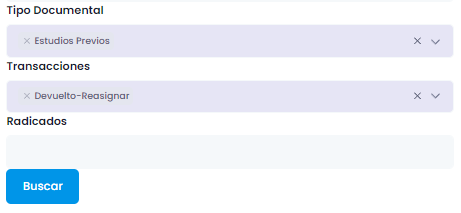 Tipo Documental
× Estudios Previos ×
Transacciones
× Devuelto-Reasignar ×
Radicados
Buscar